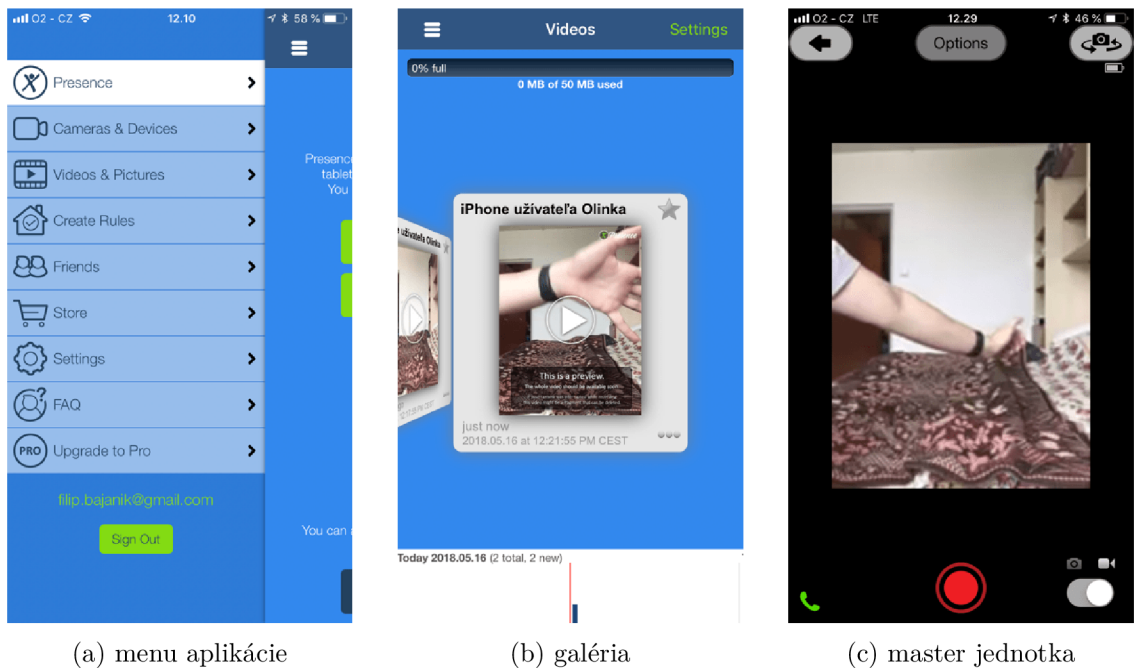 O2 - CZ 12.10 58 %
Presence
Cameras & Devices
Videos & Pictures
Create Rules
Friends
Store
Settings
FAQ
PRO Upgrade to Pro
filip.bajanik@gmail.com
Sign Out
Presenc
tablet
You
You can
Videos Settings
0% full
0 MB of 50 MB used
iPhone užívateľa Olinka
užívateľa Olinka
This is a preview.
just now
2018.05.16 at 12:21:55 PM CEST
Today 2018.05.16 (2 total, 2 new)
O2 - CZ LTE 12.29 46 %
Options
(a) menu aplikácie
(b) galéria
(c) master jednotka